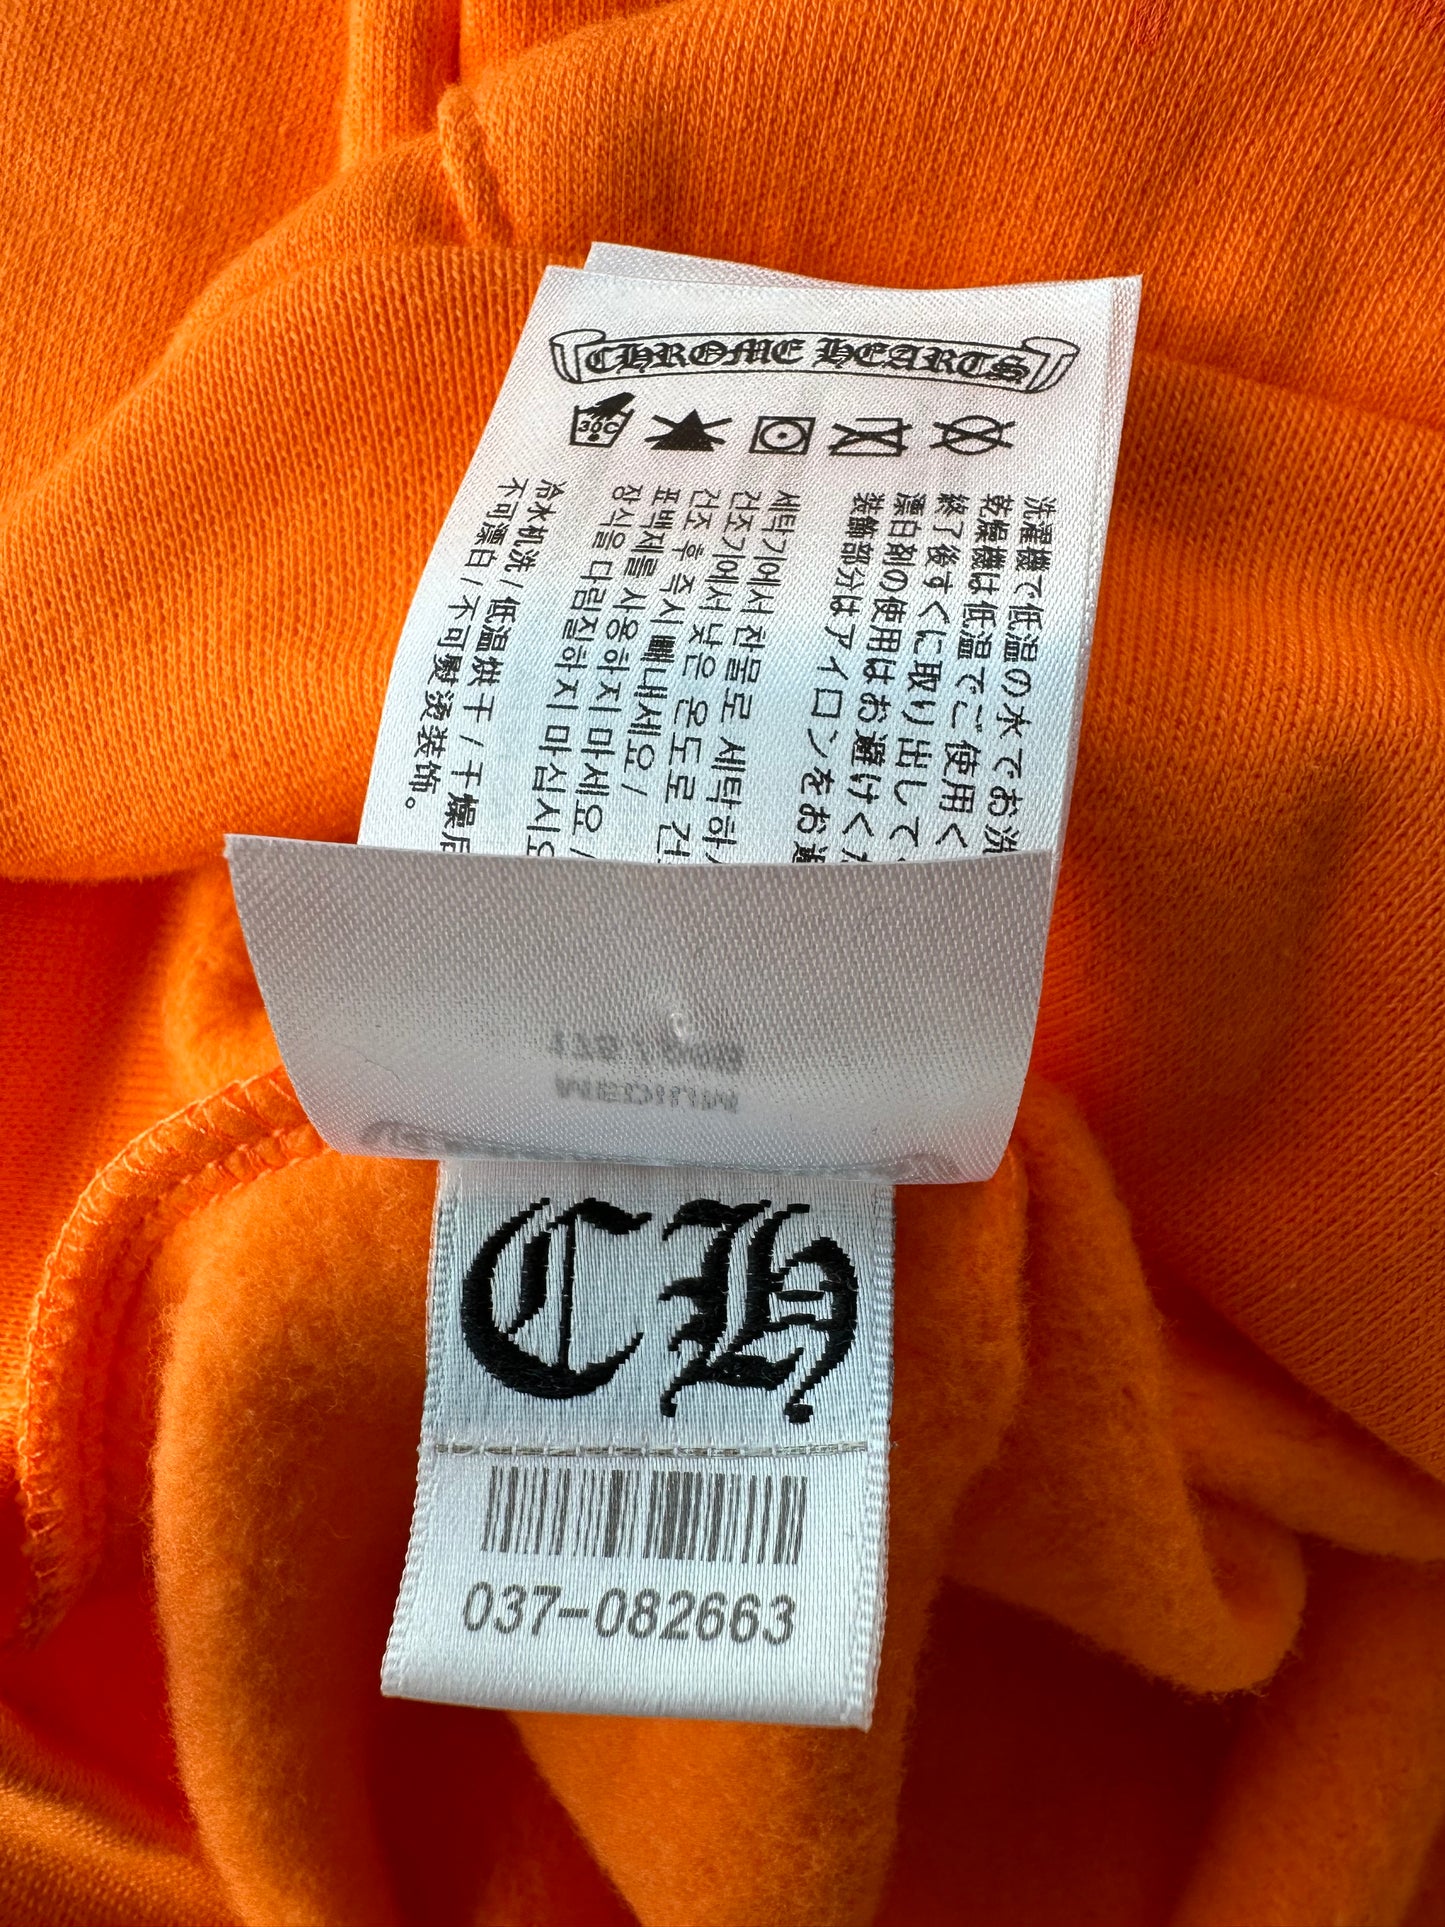 CHROME HEARTS
30C
洗濯機で低温の水でお洗
乾燥機は低温でご使用く
終了後すぐに取り出して
漂白剤の使用はお避けくだ
装飾部分はアイロンをお避
세탁기에서 찬물로 세탁하
건조기에서 낮은 온도로 건
건조 후 즉시 빼내세요 /
표백제를 사용하지 마세요 /
장식을 다림질하지 마십시오
冷水机洗 / 低温烘干 / 干燥后
不可漂白 / 不可熨烫装饰。
MEDIUM
CH
037-082663